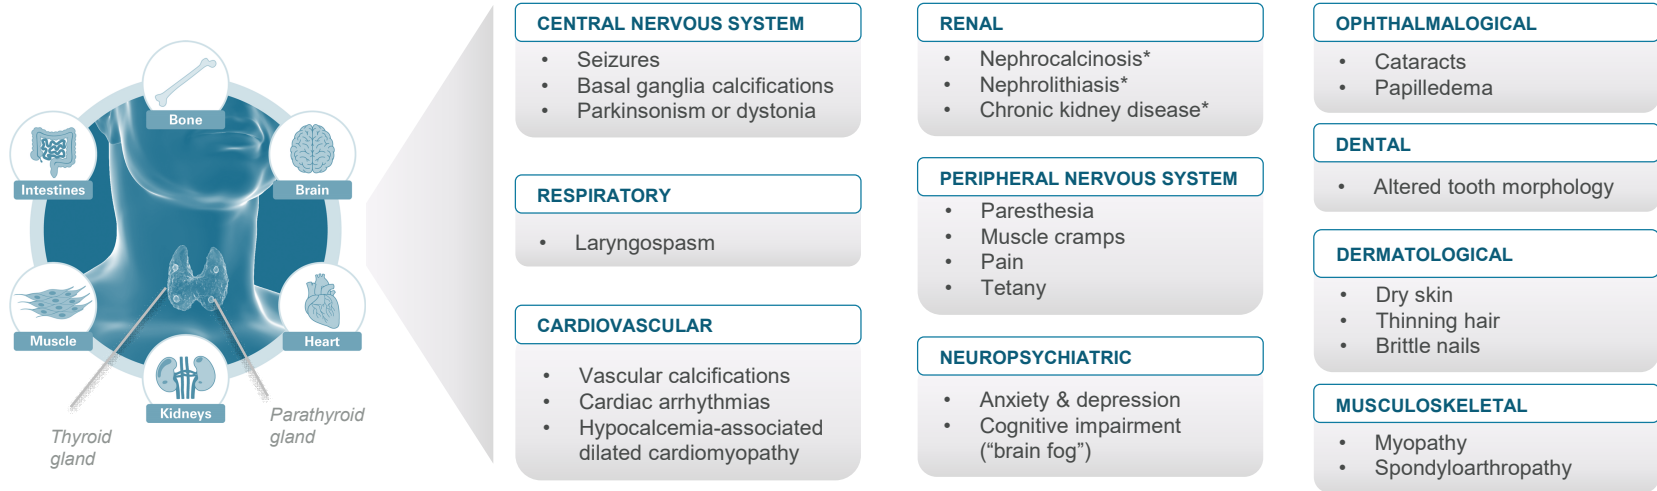 Bone
Intestines
Brain
Muscle
Heart
Kidneys
Thyroid
gland
Parathyroid
gland
CENTRAL NERVOUS SYSTEM
• Seizures
• Basal ganglia calcifications
• Parkinsonism or dystonia
RESPIRATORY
• Laryngospasm
CARDIOVASCULAR
• Vascular calcifications
• Cardiac arrhythmias
• Hypocalcemia-associated
dilated cardiomyopathy
RENAL
• Nephrocalcinosis*
• Nephrolithiasis*
• Chronic kidney disease*
PERIPHERAL NERVOUS SYSTEM
• Paresthesia
• Muscle cramps
• Pain
• Tetany
NEUROPSYCHIATRIC
• Anxiety & depression
• Cognitive impairment
(“brain fog”)
OPHTHALMALOGICAL
• Cataracts
• Papilledema
DENTAL
• Altered tooth morphology
DERMATOLOGICAL
• Dry skin
• Thinning hair
• Brittle nails
MUSCULOSKELETAL
• Myopathy
• Spondyloarthropathy